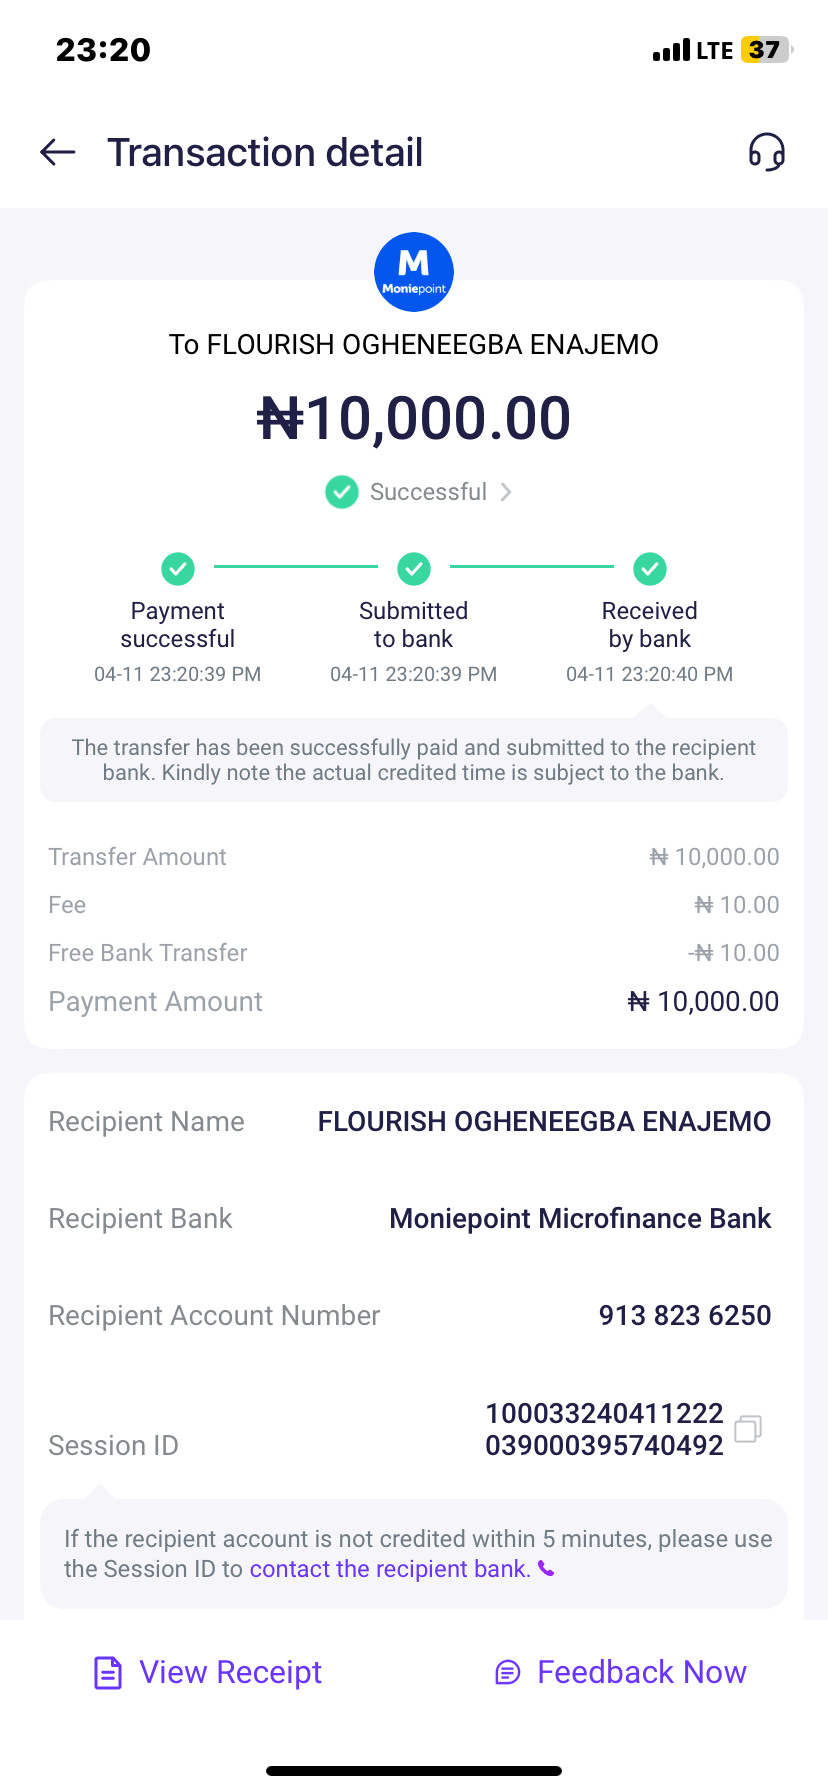 23:20
LTE 37
Transaction detail
M
Moniepoint
To FLOURISH OGHENEEGBA ENAJEMO
₦10,000.00
Successful
Payment successful
04-11 23:20:39 PM
Submitted to bank
04-11 23:20:39 PM
Received by bank
04-11 23:20:40 PM
The transfer has been successfully paid and submitted to the recipient
bank. Kindly note the actual credited time is subject to the bank.
Transfer Amount ₦ 10,000.00
Fee ₦ 10.00
Free Bank Transfer -₦ 10.00
Payment Amount ₦ 10,000.00
Recipient Name FLOURISH OGHENEEGBA ENAJEMO
Recipient Bank Moniepoint Microfinance Bank
Recipient Account Number 913 823 6250
Session ID 100033240411222
039000395740492
If the recipient account is not credited within 5 minutes, please use
the Session ID to contact the recipient bank.
View Receipt
Feedback Now